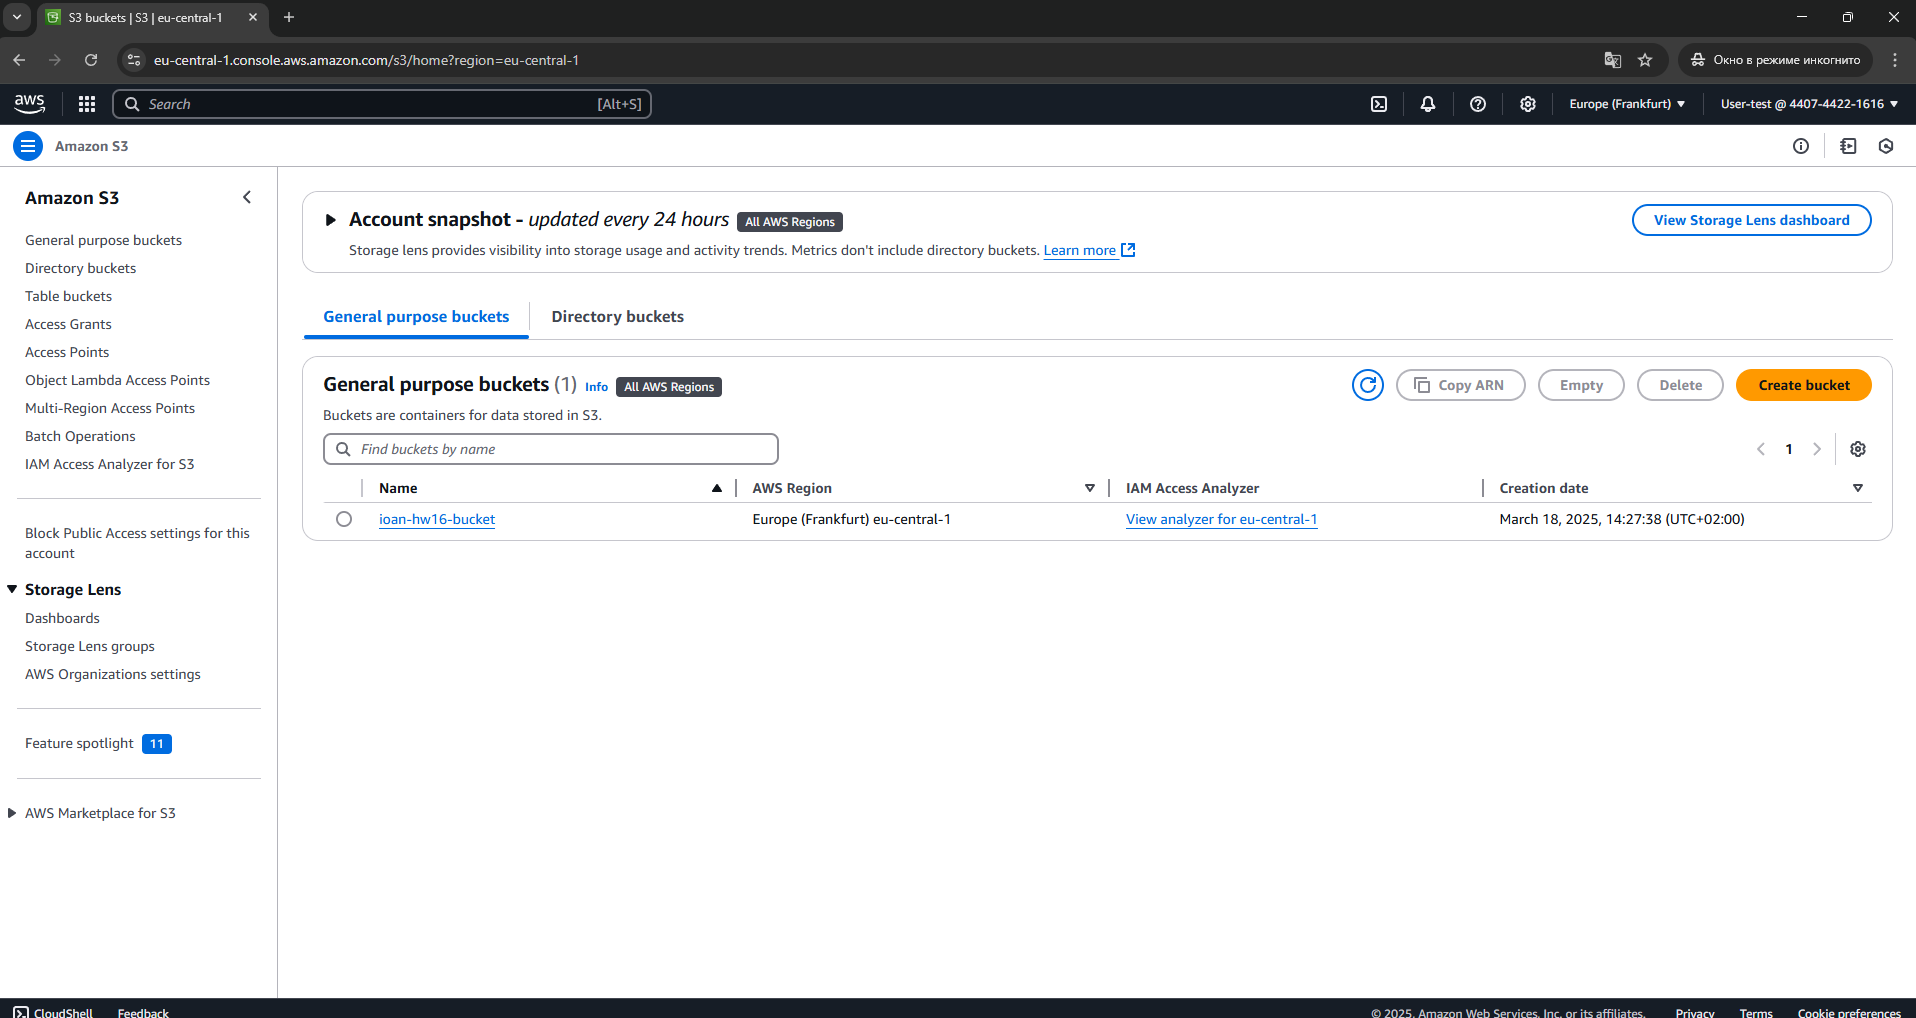 S3 buckets | S3 | eu-central-1
eu-central-1.console.aws.amazon.com/s3/home?region=eu-central-1
Окно в режиме инкогнито
aws
Search
[Alt+S]
Europe (Frankfurt)
User-test @ 4407-4422-1616
Amazon S3
Amazon S3
General purpose buckets
Directory buckets
Table buckets
Access Grants
Access Points
Object Lambda Access Points
Multi-Region Access Points
Batch Operations
IAM Access Analyzer for S3
Block Public Access settings for this
account
Storage Lens
Dashboards
Storage Lens groups
AWS Organizations settings
Feature spotlight 11
AWS Marketplace for S3
Account snapshot - updated every 24 hours All AWS Regions
View Storage Lens dashboard
Storage lens provides visibility into storage usage and activity trends. Metrics don't include directory buckets. Learn more
General purpose buckets
Directory buckets
General purpose buckets (1) Info All AWS Regions
Copy ARN
Empty
Delete
Create bucket
Buckets are containers for data stored in S3.
Find buckets by name
1
Name
AWS Region
IAM Access Analyzer
Creation date
ioan-hw16-bucket
Europe (Frankfurt) eu-central-1
View analyzer for eu-central-1
March 18, 2025, 14:27:38 (UTC+02:00)
CloudShell
Feedback
© 2025, Amazon Web Services, Inc. or its affiliates.
Privacy
Terms
Cookie preferences